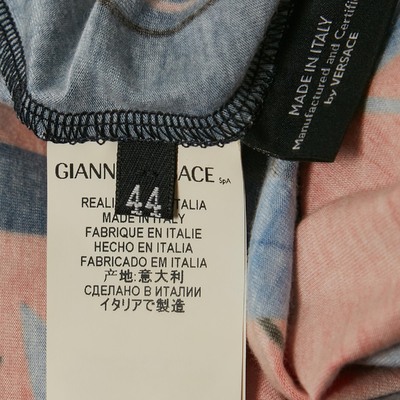 MADE IN ITALY
Manufactured and Certified
by VERSACE
GIANN ACE SpA
44
REALI TALIA
MADE IN ITALY
FABRIQUE EN ITALIE
HECHO EN ITALIA
FABRICADO EM ITALIA
产地:意大利
СДЕЛАНО В ИТАЛИИ
イタリアで製造